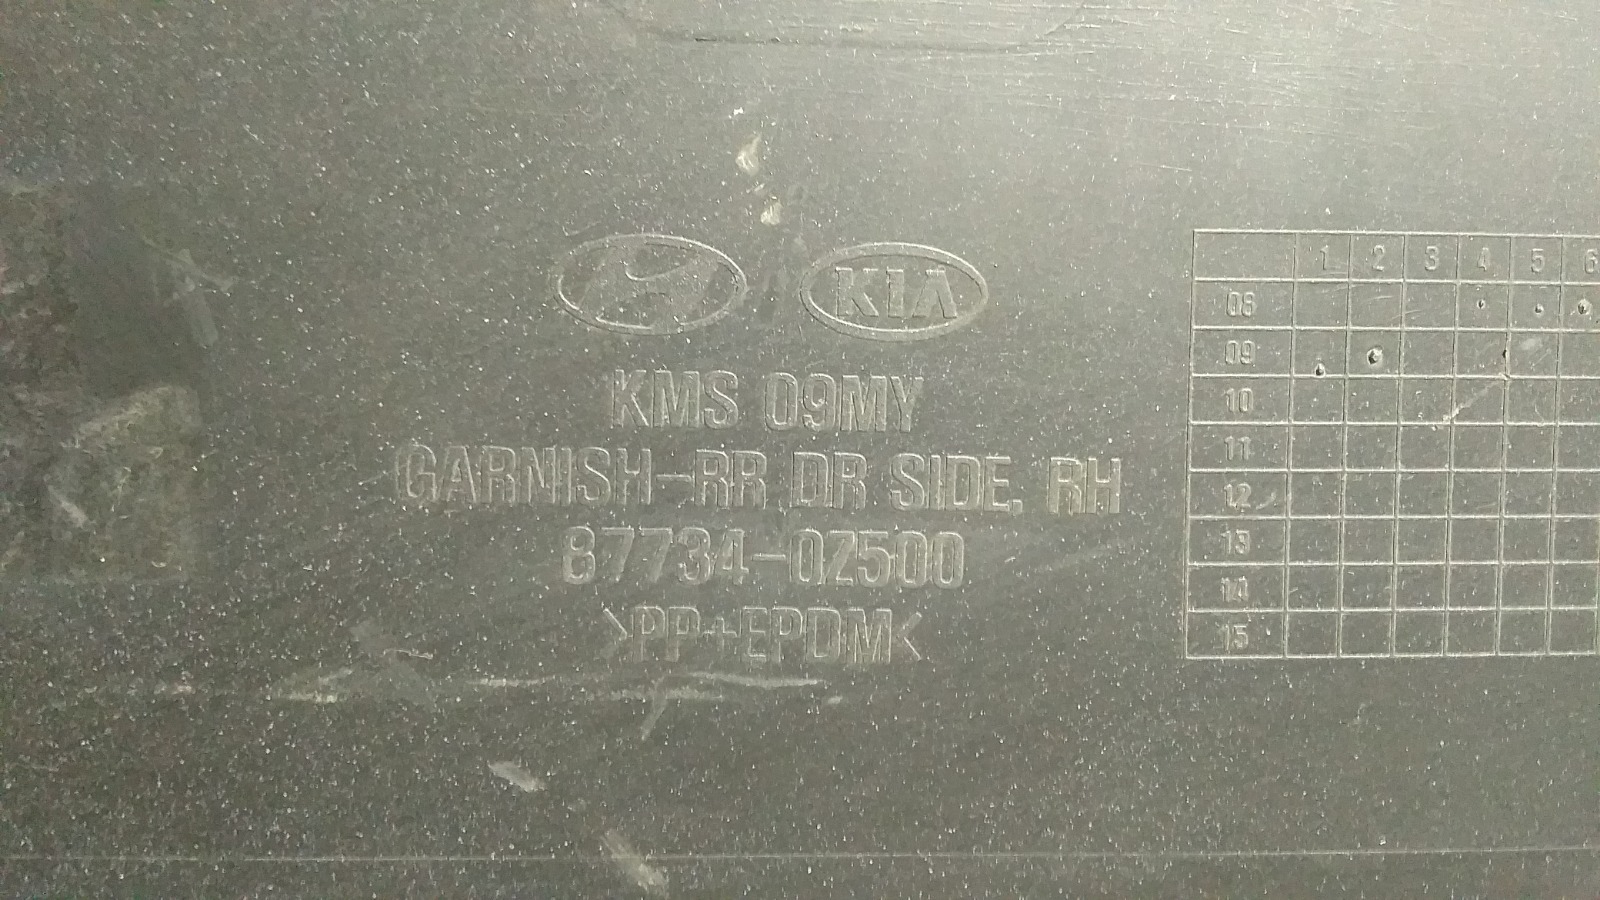 KIA
KMS 09MY
GARNISH-RR DR SIDE, RH
87734-0Z500
>PP+EPDM<
1 2 3 4 5 6
08
09
10
11
12
13
14
15